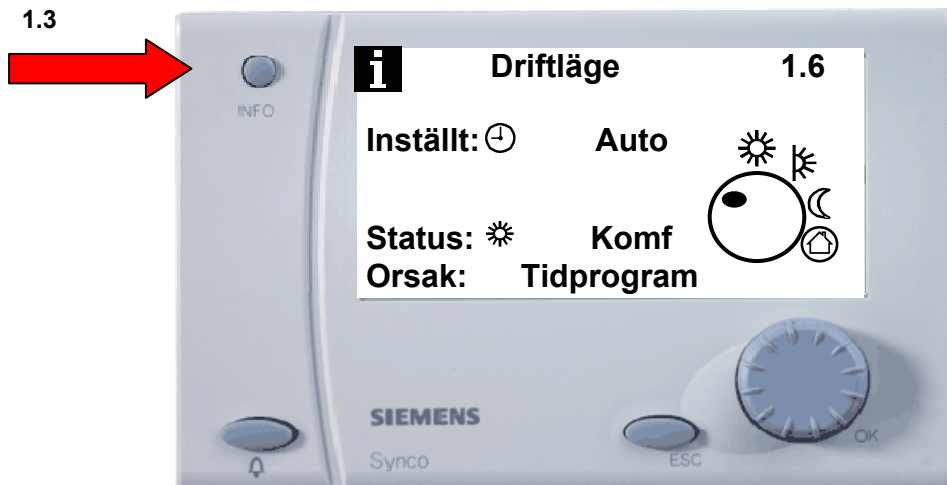 1.3
INFO
Driftläge 1.6
Inställt: Auto
Status: Komf
Orsak: Tidprogram
SIEMENS
Synco
ESC
OK